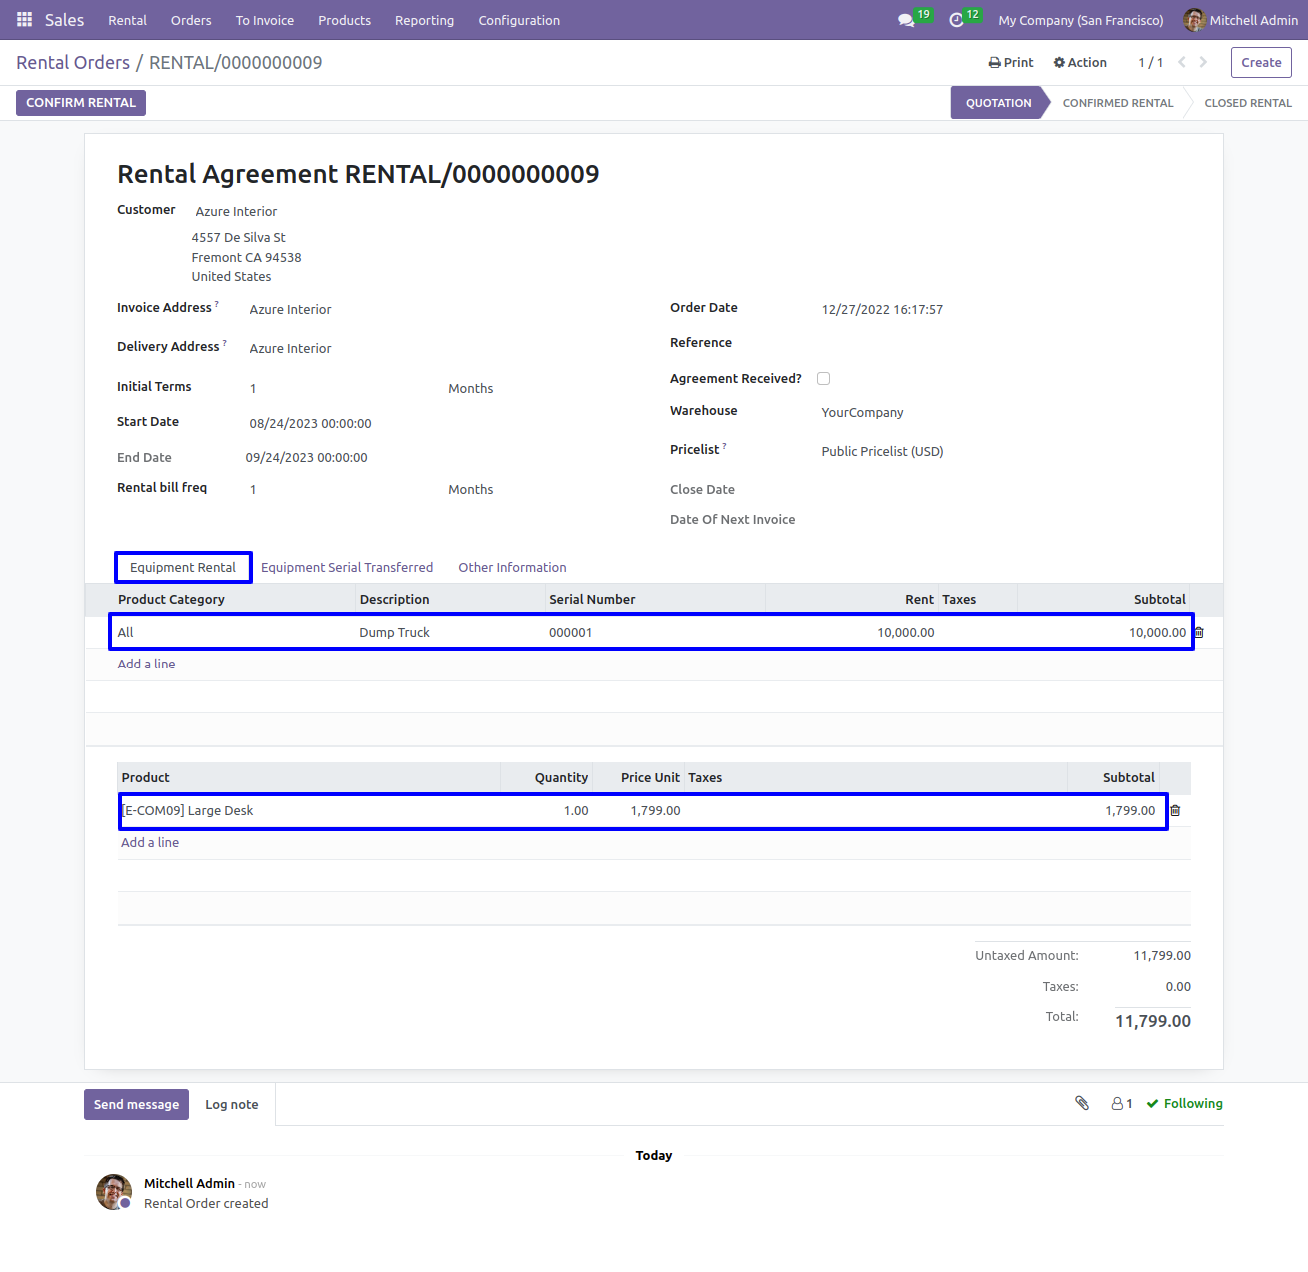 Sales Rental Orders To Invoice Products Reporting Configuration 19 12 My Company (San Francisco) Mitchell Admin
Rental Orders / RENTAL/0000000009 Print Action 1 / 1 Create
CONFIRM RENTAL QUOTATION CONFIRMED RENTAL CLOSED RENTAL
Rental Agreement RENTAL/0000000009
Customer Azure Interior
4557 De Silva St
Fremont CA 94538
United States
Invoice Address ? Azure Interior Order Date 12/27/2022 16:17:57
Delivery Address ? Azure Interior Reference
Initial Terms 1 Months Agreement Received?
Start Date 08/24/2023 00:00:00 Warehouse YourCompany
End Date 09/24/2023 00:00:00 Pricelist ? Public Pricelist (USD)
Rental bill freq 1 Months Close Date
Date Of Next Invoice
Equipment Rental Equipment Serial Transferred Other Information
Product Category Description Serial Number Rent Taxes Subtotal
All Dump Truck 000001 10,000.00 10,000.00
Add a line
Product Quantity Price Unit Taxes Subtotal
[E-COM09] Large Desk 1.00 1,799.00 1,799.00
Add a line
Untaxed Amount: 11,799.00
Taxes: 0.00
Total: 11,799.00
Send message Log note 1 Following
Today
Mitchell Admin - now
Rental Order created